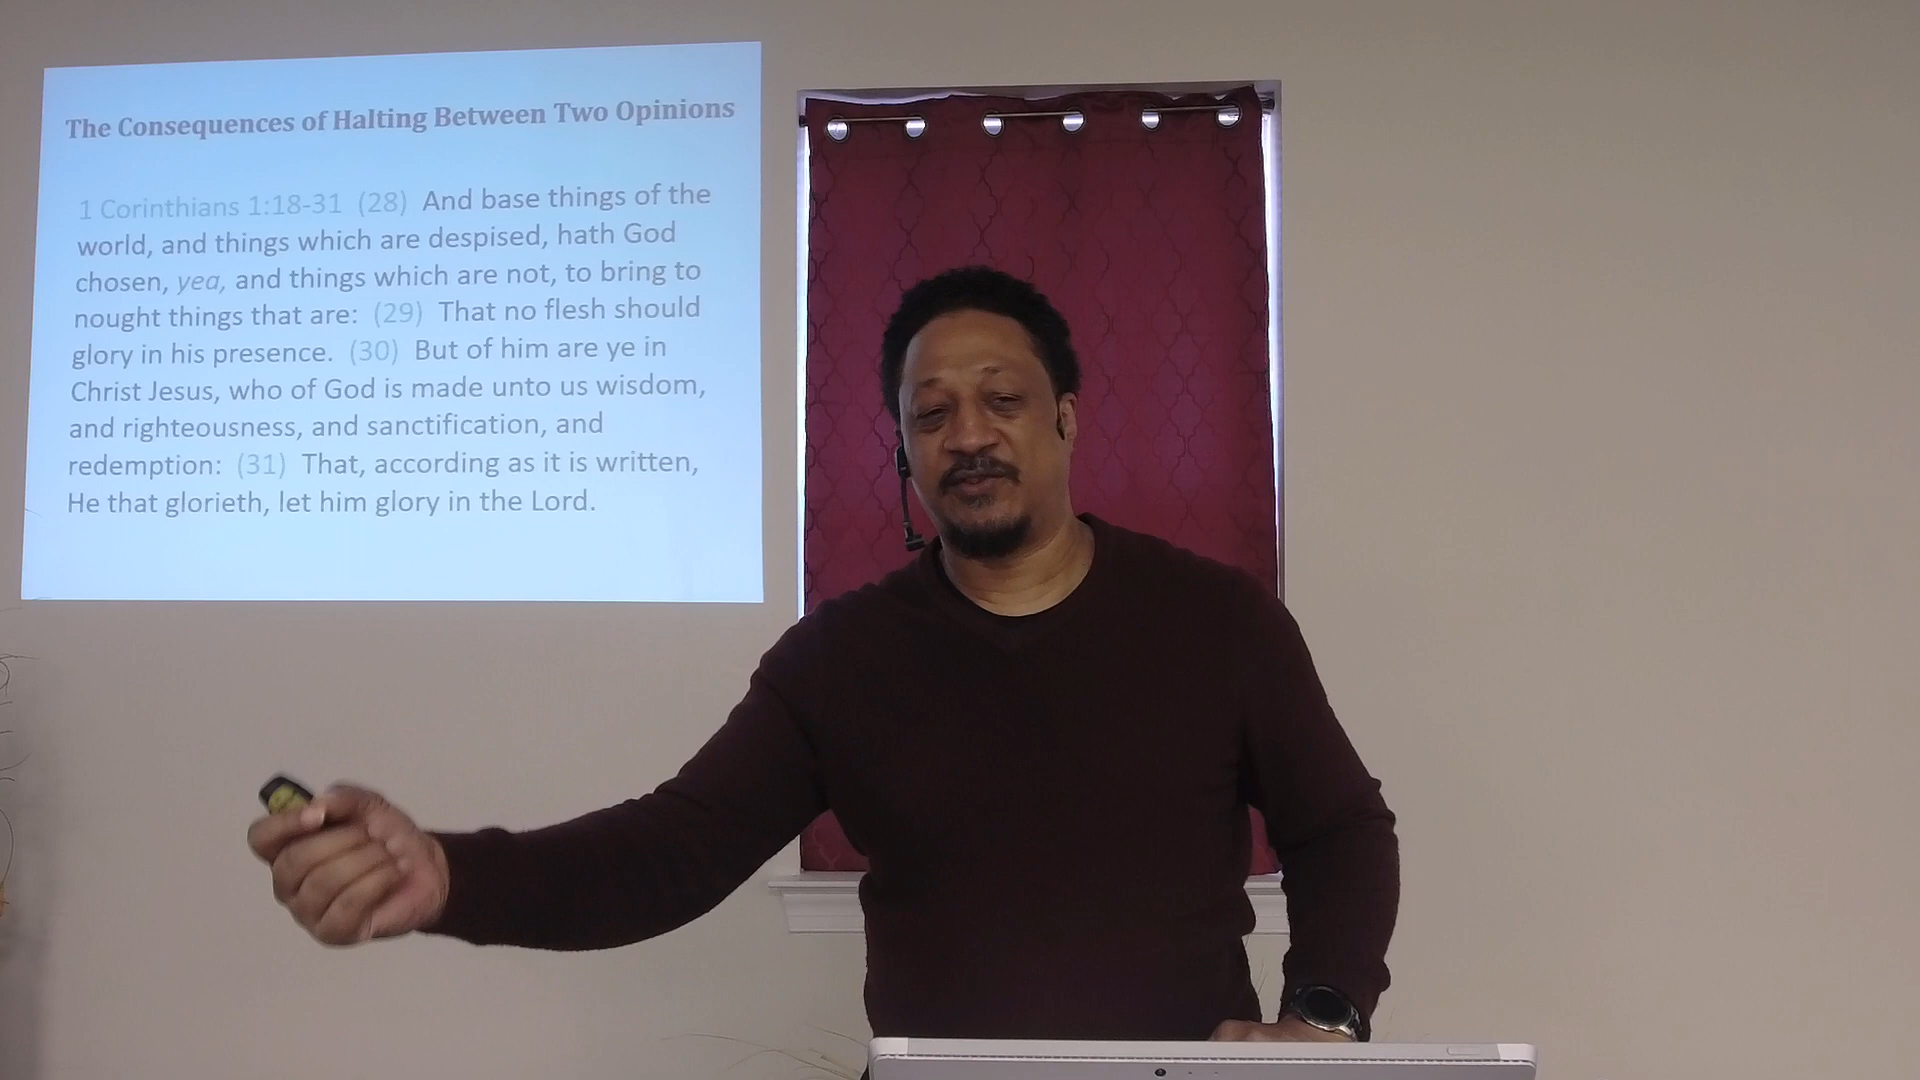 The Consequences of Halting Between Two Opinions
1 Corinthians 1:18-31 (28) And base things of the
world, and things which are despised, hath God
chosen, yea, and things which are not, to bring to
nought things that are: (29) That no flesh should
glory in his presence. (30) But of him are ye in
Christ Jesus, who of God is made unto us wisdom,
and righteousness, and sanctification, and
redemption: (31) That, according as it is written,
He that glorieth, let him glory in the Lord.